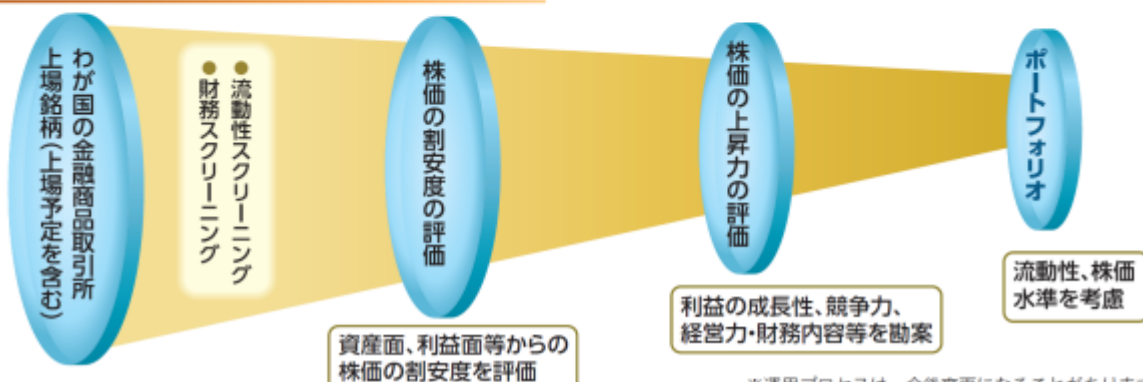 わが国の金融商品取引所
上場銘柄(上場予定を含む)
●流動性スクリーニング
●財務スクリーニング
株価の割安度の評価
資産面、利益面等からの
株価の割安度を評価
株価の上昇力の評価
利益の成長性、競争力、
経営力・財務内容等を勘案
ポートフォリオ
流動性、株価
水準を考慮